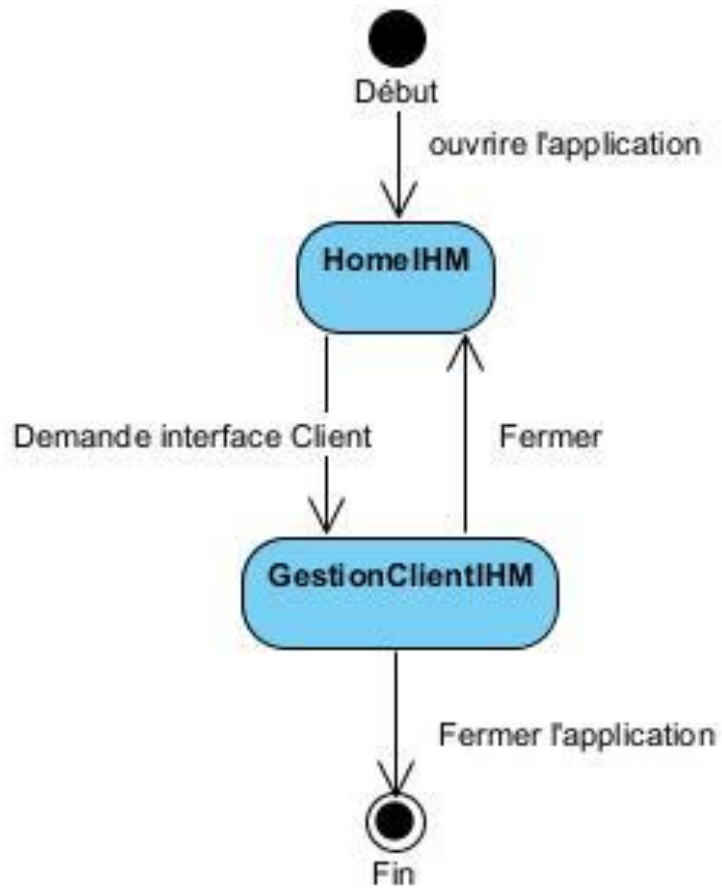 Début
ouvrire l'application
HomeIHM
Demande interface Client
Fermer
GestionClientIHM
Fermer l'application
Fin